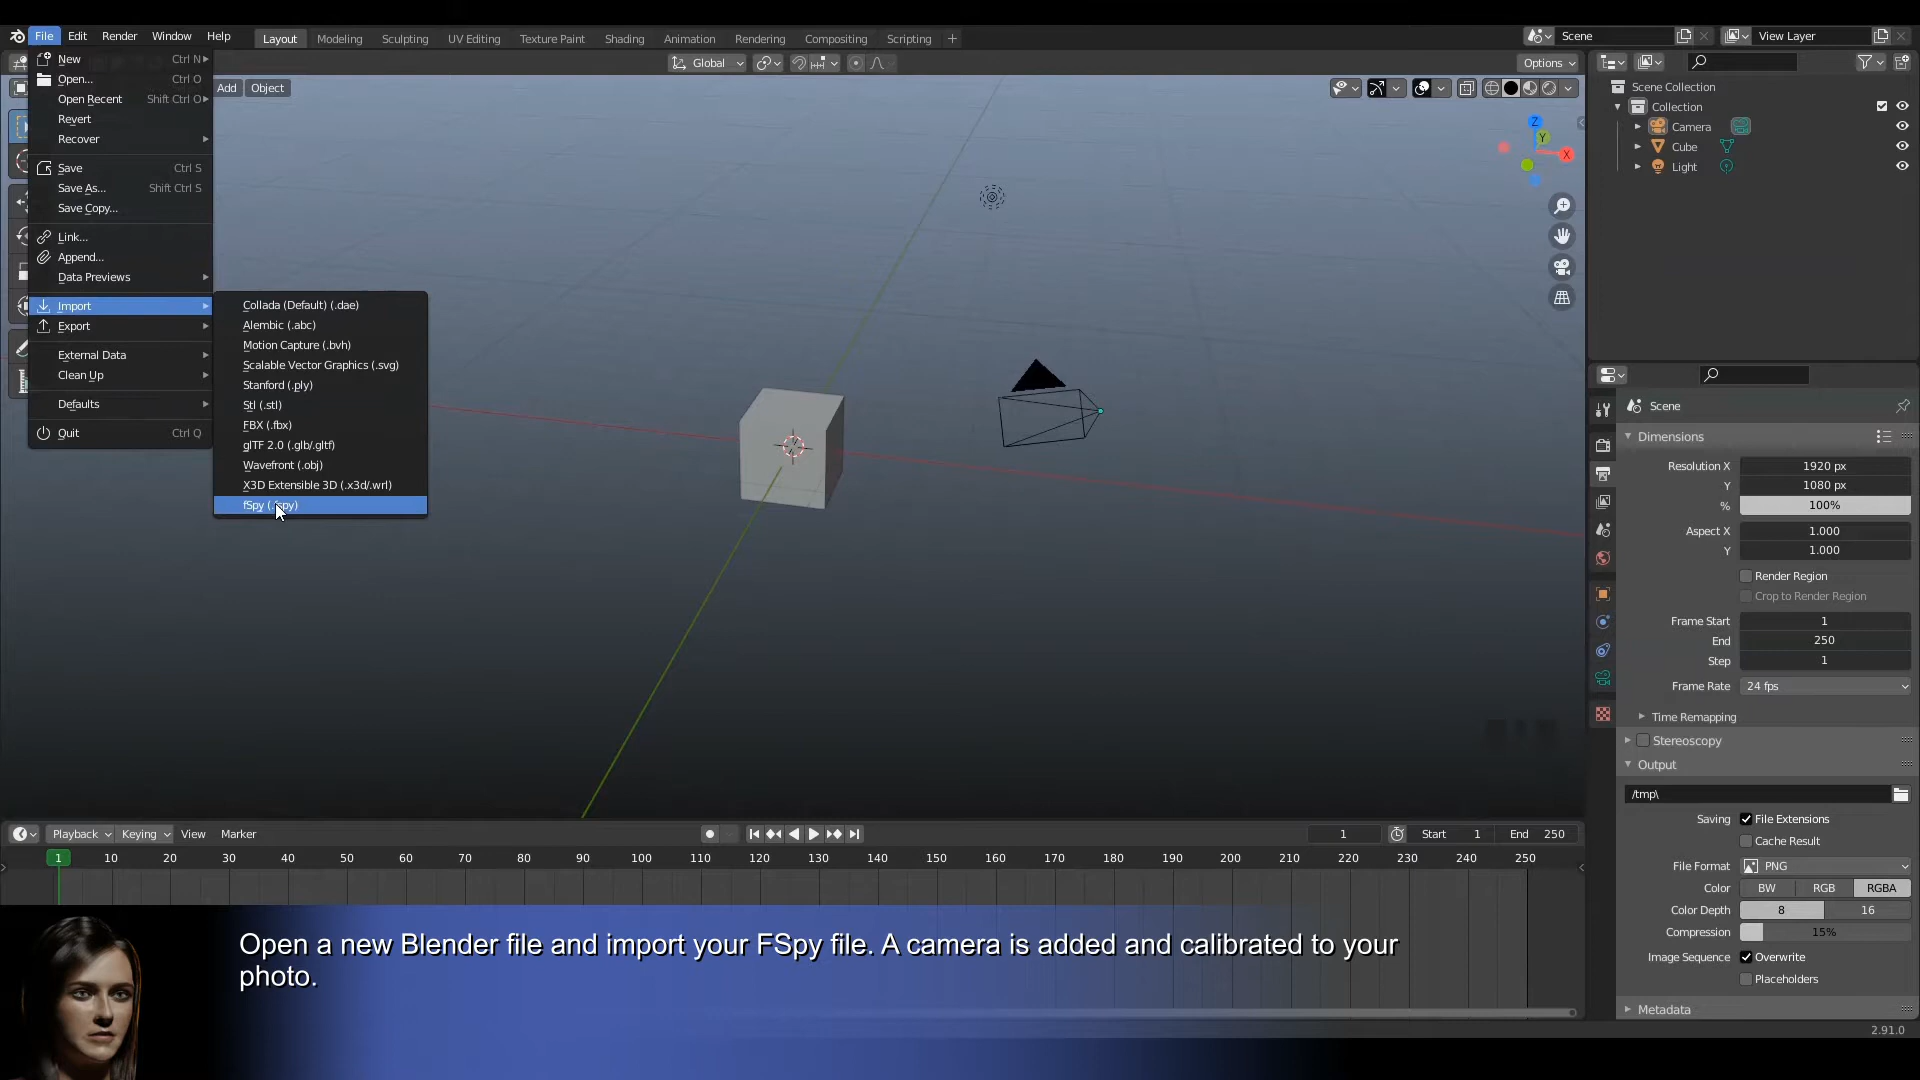 File Edit Render Window Help Layout Modeling Sculpting UV Editing Texture Paint Shading Animation Rendering Compositing Scripting + Scene View Layer
New Ctrl N
Open... Ctrl O
Open Recent Shift Ctrl O
Revert
Recover
Save Ctrl S
Save As... Shift Ctrl S
Save Copy...
Link...
Append...
Data Previews
Import
Export
External Data
Clean Up
Defaults
Quit Ctrl Q
Collada (Default) (.dae)
Alembic (.abc)
Motion Capture (.bvh)
Scalable Vector Graphics (.svg)
Stanford (.ply)
Stl (.stl)
FBX (.fbx)
glTF 2.0 (.glb/.gltf)
Wavefront (.obj)
X3D Extensible 3D (.x3d/.wrl)
fSpy (.fspy)
Global
Options
Add Object
Z
Y
X
Scene Collection
Collection
Camera
Cube
Light
Scene
Dimensions
Resolution X 1920 px
Y 1080 px
% 100%
Aspect X 1.000
Y 1.000
Render Region
Crop to Render Region
Frame Start 1
End 250
Step 1
Frame Rate 24 fps
Time Remapping
Stereoscopy
Output
/tmp\
Saving File Extensions
Cache Result
File Format PNG
Color BW RGB RGBA
Color Depth 8 16
Compression 15%
Image Sequence Overwrite
Placeholders
Metadata
2.91.0
Playback Keying View Marker 1 Start 1 End 250
1 10 20 30 40 50 60 70 80 90 100 110 120 130 140 150 160 170 180 190 200 210 220 230 240 250
Open a new Blender file and import your FSpy file. A camera is added and calibrated to your
photo.